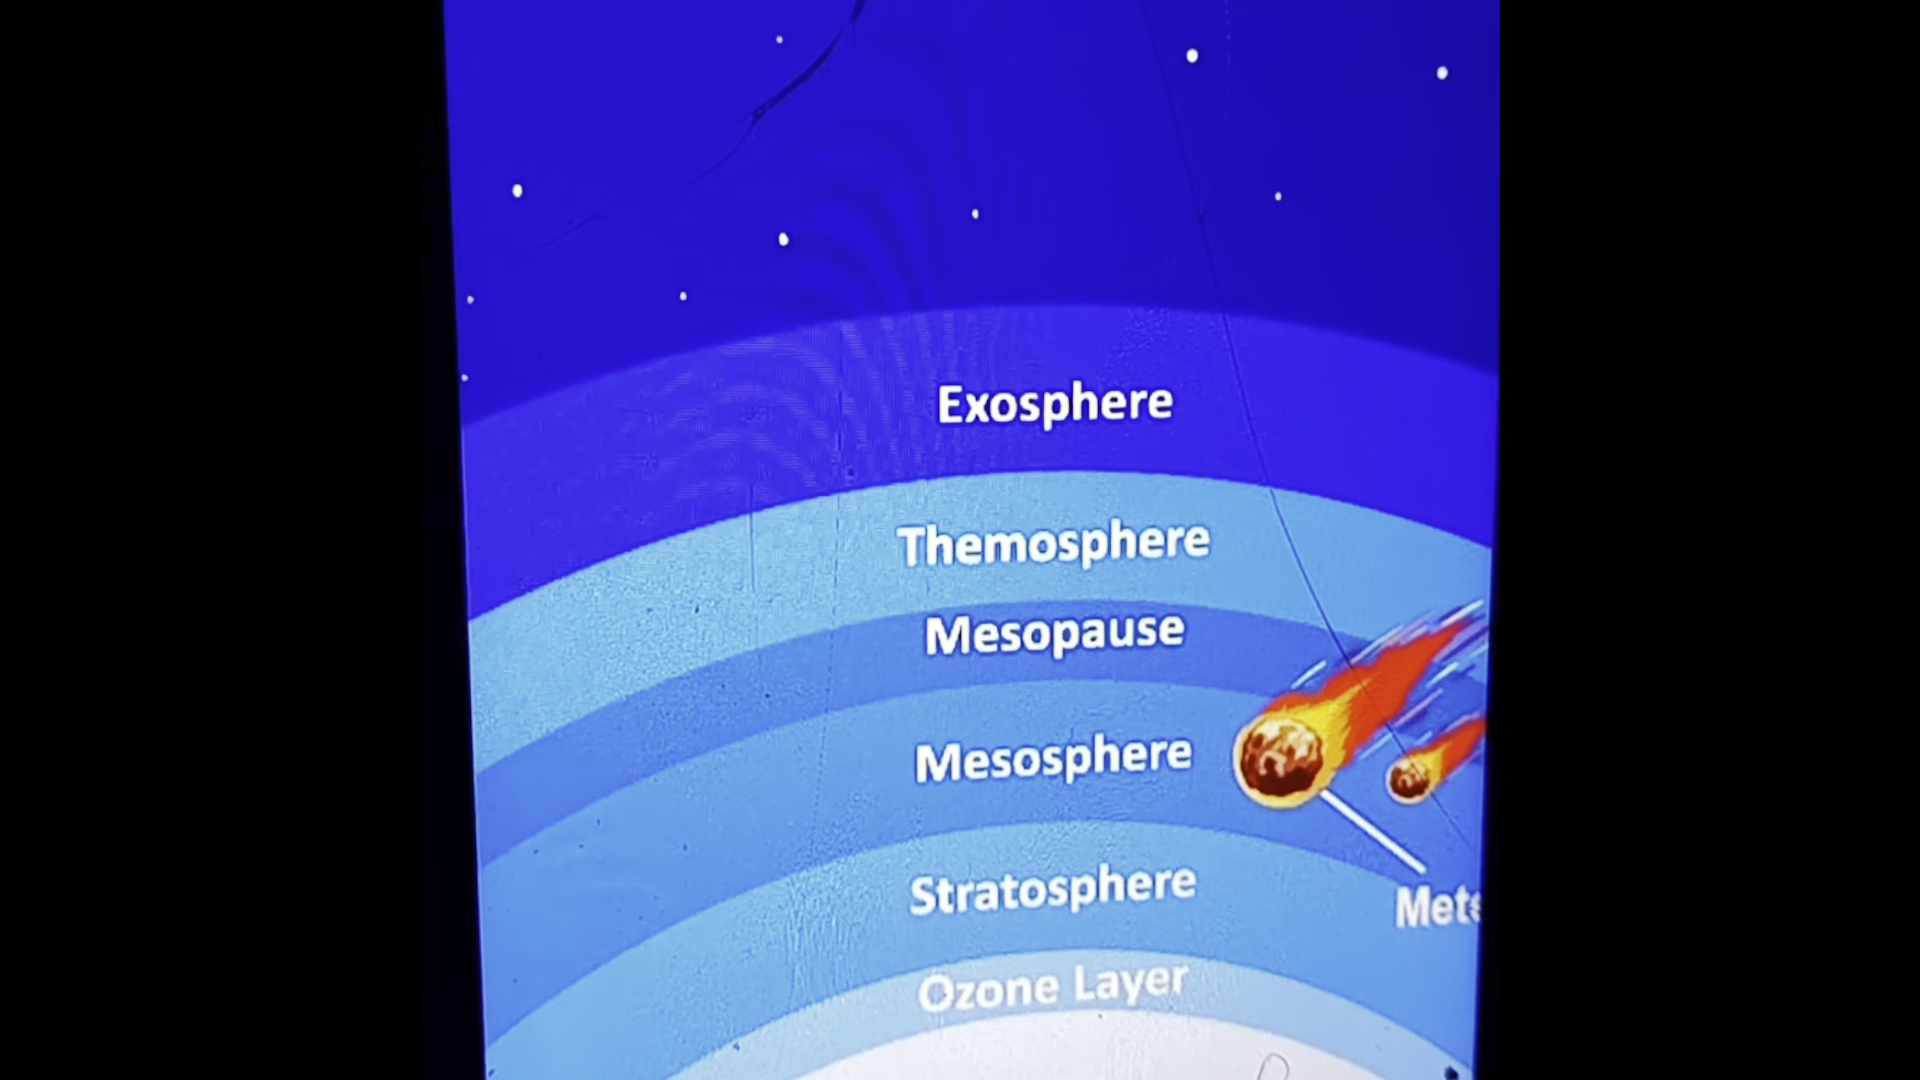 Exosphere
Themosphere
Mesopause
Mesosphere
Stratosphere
Ozone Layer